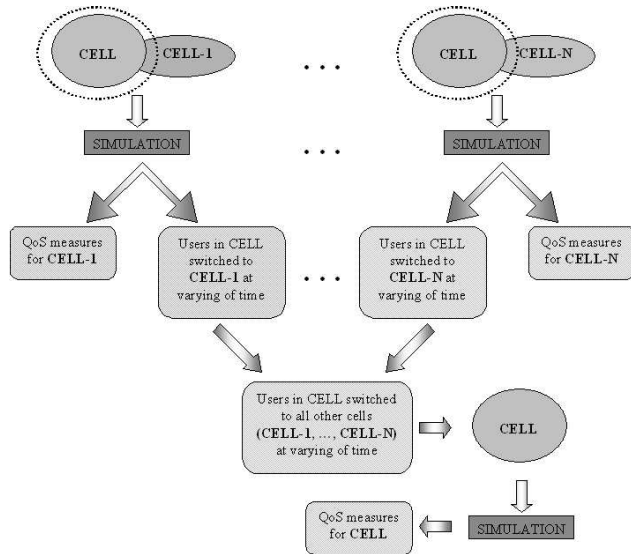 CELL CELL-1 . . . CELL CELL-N
SIMULATION . . . SIMULATION
QoS measures
for CELL-1
Users in CELL
switched to
CELL-1 at
varying of time
. . .
Users in CELL
switched to
CELL-N at
varying of time
QoS measures
for CELL-N
Users in CELL switched
to all other cells
(CELL-1, ..., CELL-N)
at varying of time
CELL
SIMULATION
QoS measures
for CELL